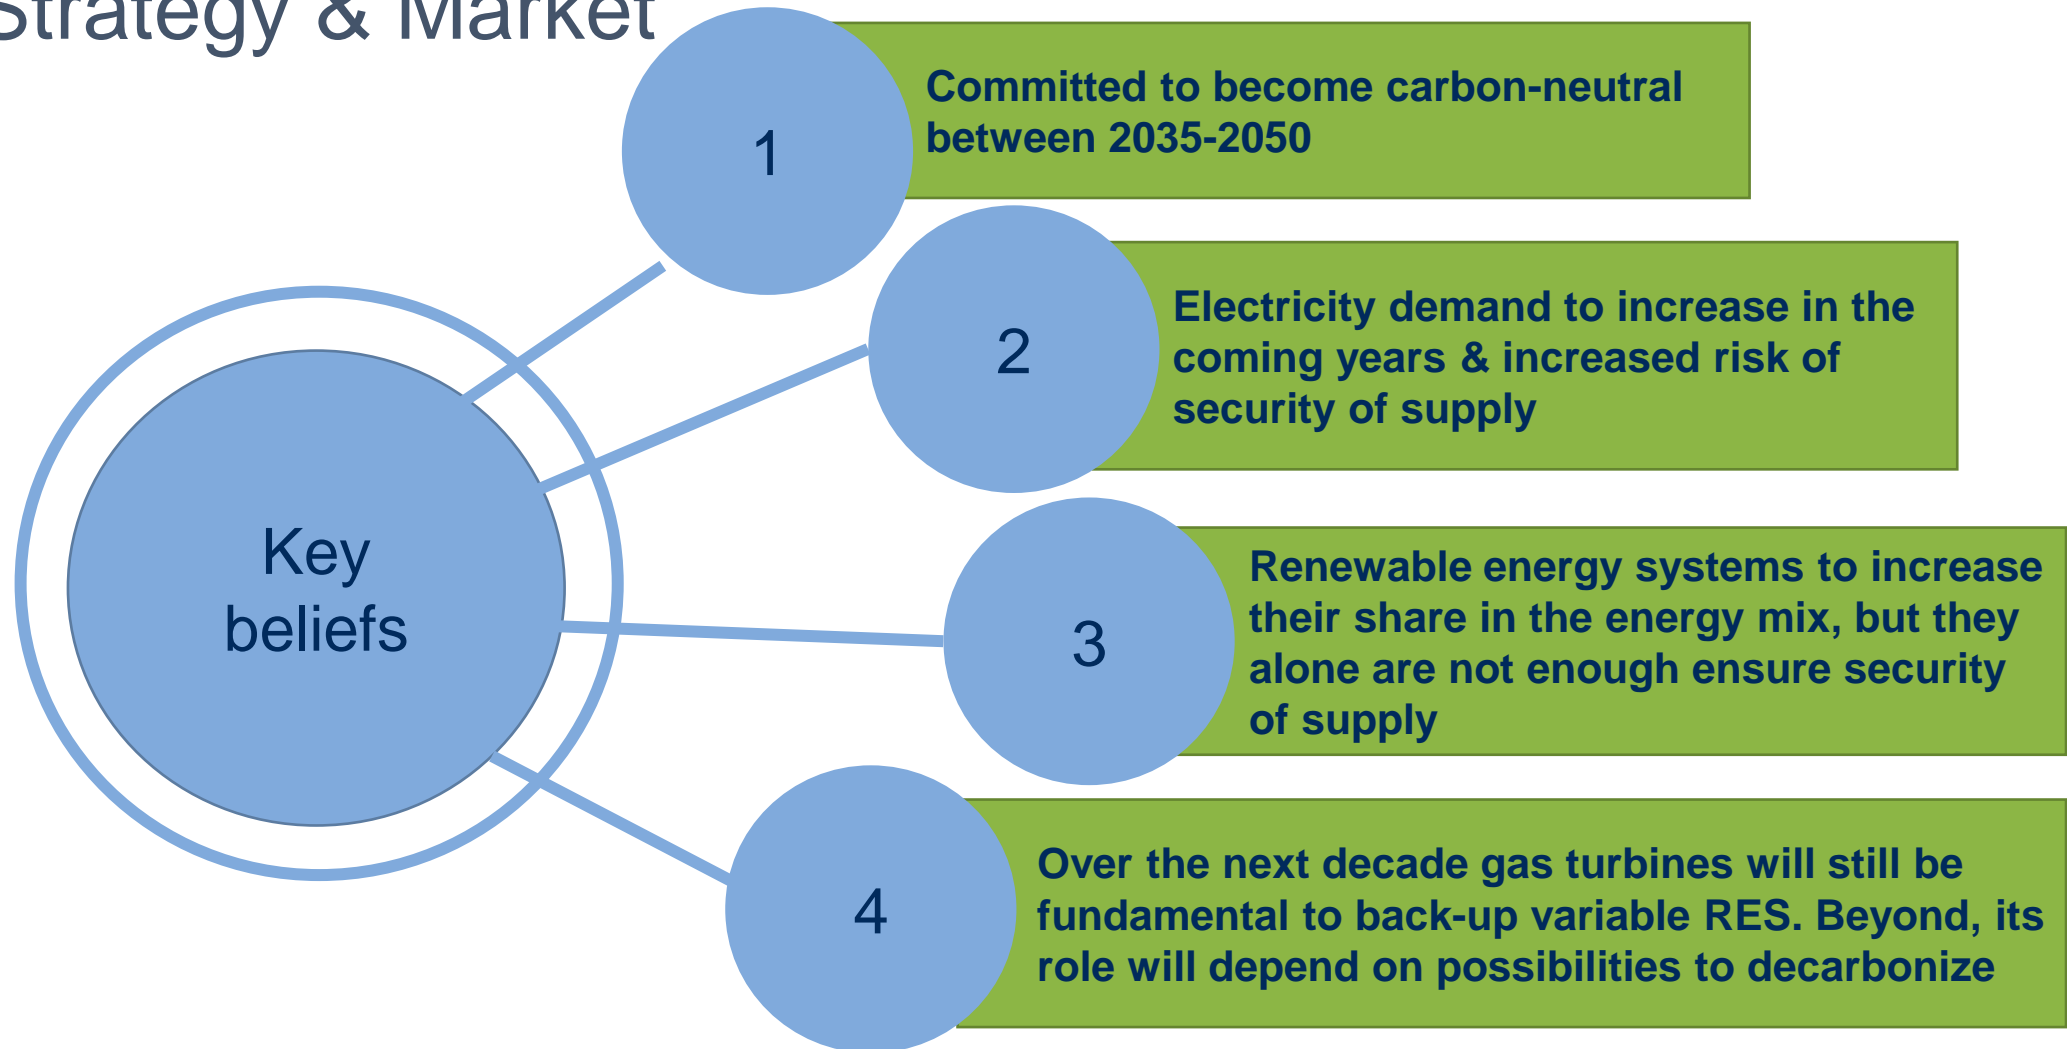 Strategy & Market
1
Committed to become carbon-neutral
between 2035-2050
2
Electricity demand to increase in the
coming years & increased risk of
security of supply
Key
beliefs
3
Renewable energy systems to increase
their share in the energy mix, but they
alone are not enough ensure security
of supply
4
Over the next decade gas turbines will still be
fundamental to back-up variable RES. Beyond, its
role will depend on possibilities to decarbonize